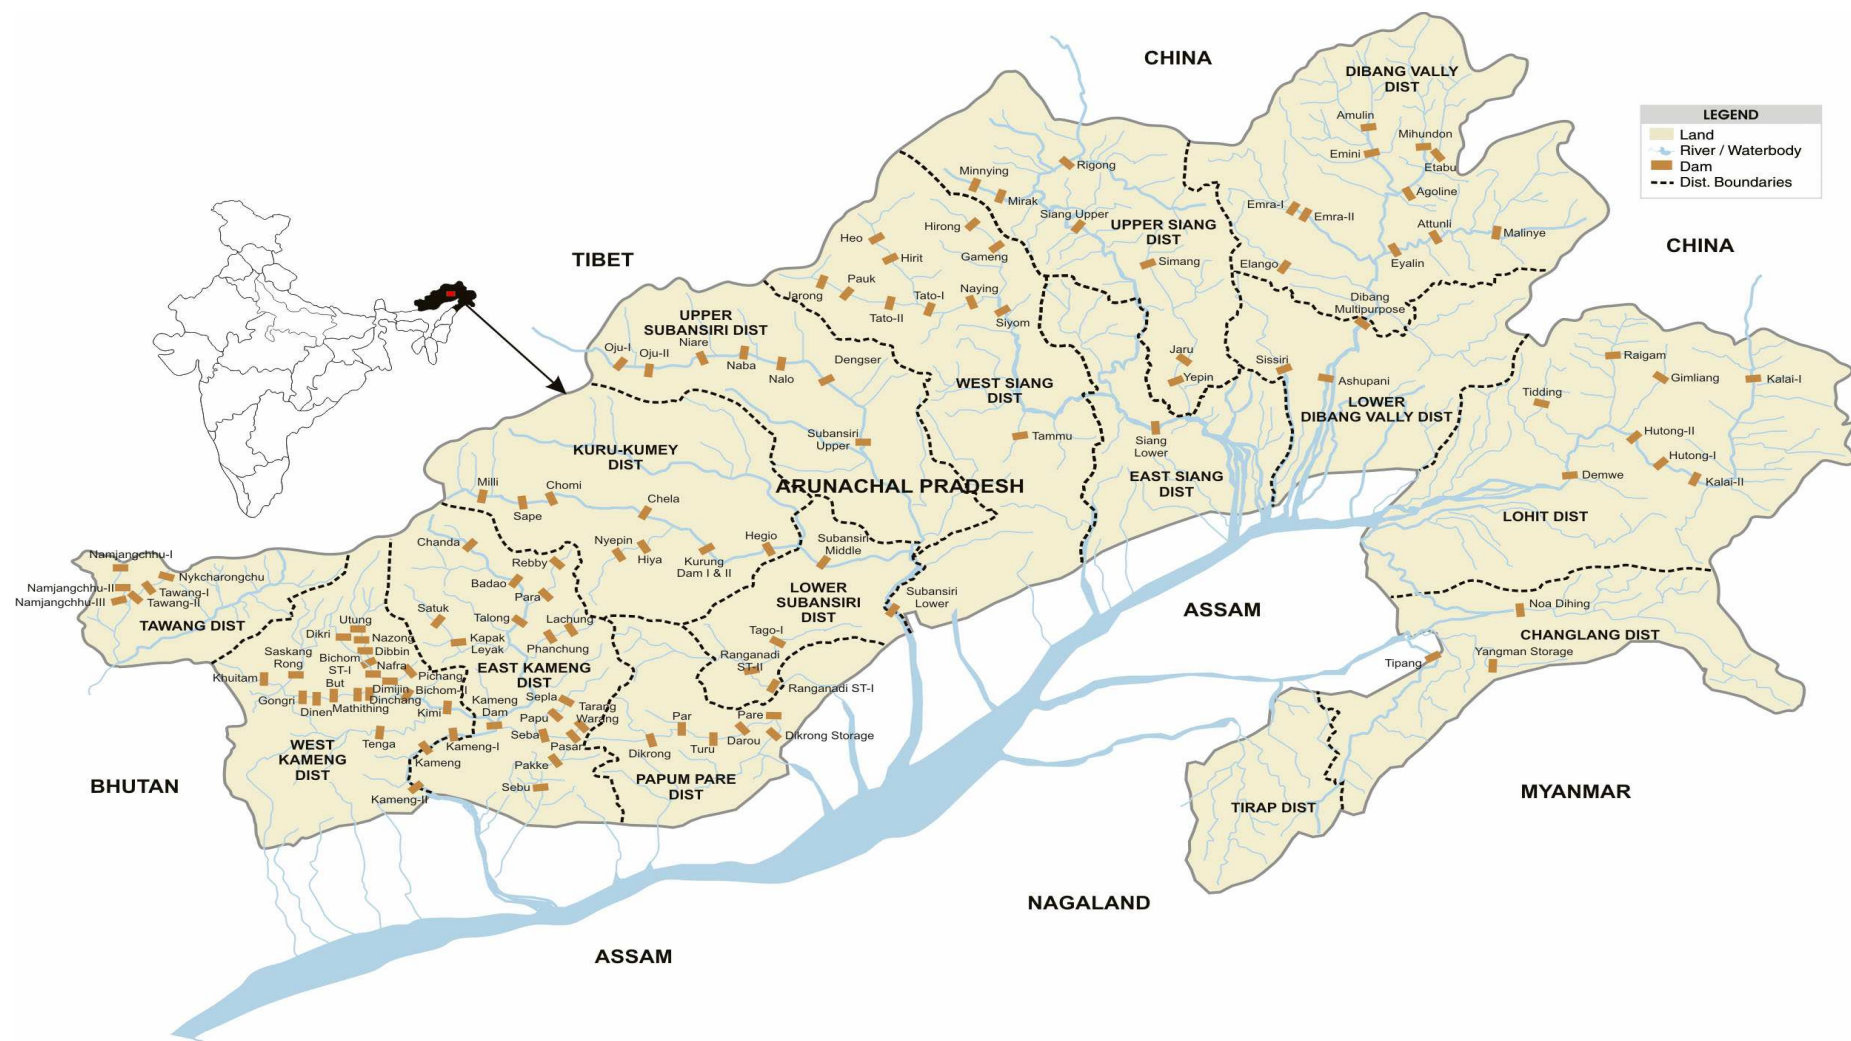 CHINA
DIBANG VALLY
DIST
Amulin
Mihundon
Emini
Etabu
Agoline
Emra-I
Emra-II
Attunli
Malinye
Elango
Eyalin
Dibang
Multipurpose
LEGEND
Land
River / Waterbody
Dam
Dist. Boundaries
CHINA
TIBET
Rigong
Minnying
Mirak
Siang Upper
UPPER SIANG
DIST
Simang
Hirong
Gameng
Heo
Hirit
Pauk
Jarong
Tato-I
Tato-II
Naying
Siyom
UPPER
SUBANSIRI DIST
Niare
Oju-I
Oju-II
Naba
Nalo
Dengser
Subansiri
Upper
WEST SIANG
DIST
Tammu
Jaru
Yepin
Sissiri
Ashupani
LOWER
DIBANG VALLY DIST
Siang
Lower
EAST SIANG
DIST
Raigam
Gimliang
Kalai-I
Tidding
Hutong-II
Hutong-I
Kalai-II
Demwe
LOHIT DIST
KURU-KUMEY
DIST
ARUNACHAL PRADESH
Milli
Sape
Chomi
Chela
Nyepin
Hiya
Kurung
Dam I & II
Hegio
Subansiri
Middle
LOWER
SUBANSIRI
DIST
Subansiri
Lower
Namjangchhu-I
Namjangchhu-II
Namjangchhu-III
Nykcharongchu
Tawang-I
Tawang-II
TAWANG DIST
Chanda
Rebby
Badao
Para
Satuk
Talong
Lachung
Kapak
Leyak
Phanchung
EAST KAMENG
DIST
Utung
Dikri
Nazong
Dibbin
Saskang
Rong
Bichom
ST-I
Nafra
Pichang
Khuitam
But
Dimijin
Bichom-II
Gongri
Dinen
Mathithing
Dinchang
Kimi
Kameng
Dam
Sepla
Tarang
Warang
Papu
Seba
Pasar
Tenga
Kameng-I
Kameng
Pakke
Sebu
Kameng-II
WEST
KAMENG
DIST
BHUTAN
Tago-I
Ranganadi
ST-II
Ranganadi ST-I
Par
Pare
Dikrong
Turu
Darou
Dikrong Storage
PAPUM PARE
DIST
ASSAM
Noa Dihing
CHANGLANG DIST
Yangman Storage
Tipang
TIRAP DIST
MYANMAR
NAGALAND
ASSAM